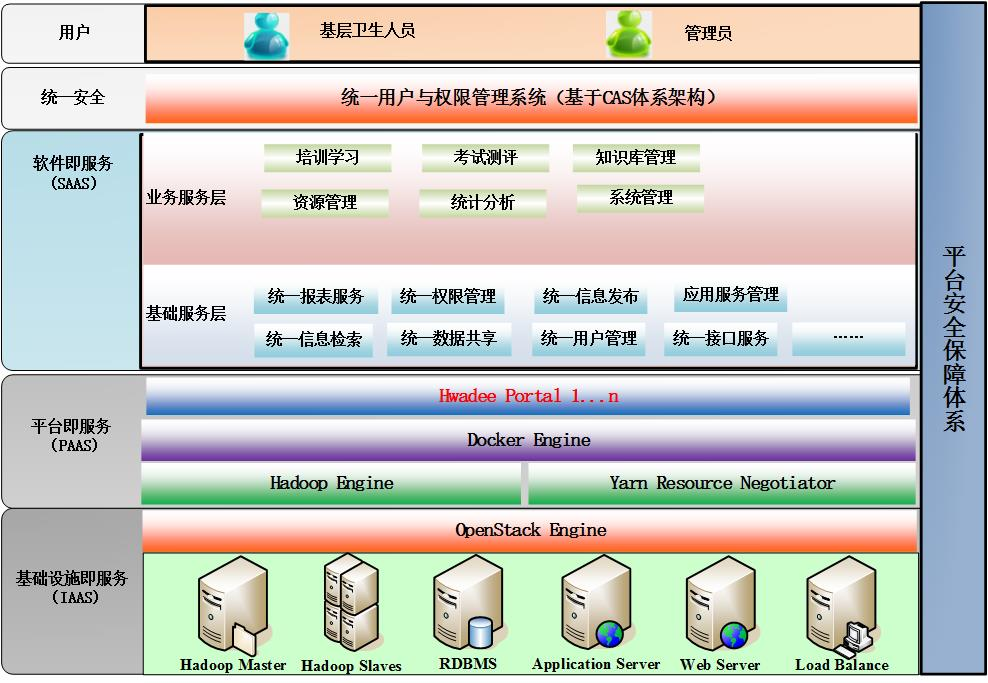 用户
基层卫生人员
管理员
统一安全
统一用户与权限管理系统（基于CAS体系架构）
软件即服务
(SAAS)
业务服务层
培训学习
考试测评
知识库管理
资源管理
统计分析
系统管理
基础服务层
统一报表服务
统一权限管理
统一信息发布
应用服务管理
统一信息检索
统一数据共享
统一用户管理
统一接口服务
……
平台即服务
(PAAS)
Hwadee Portal 1...n
Docker Engine
Hadoop Engine
Yarn Resource Negotiator
基础设施即服务
(IAAS)
OpenStack Engine
Hadoop Master
Hadoop Slaves
RDBMS
Application Server
Web Server
Load Balance
平台安全保障体系